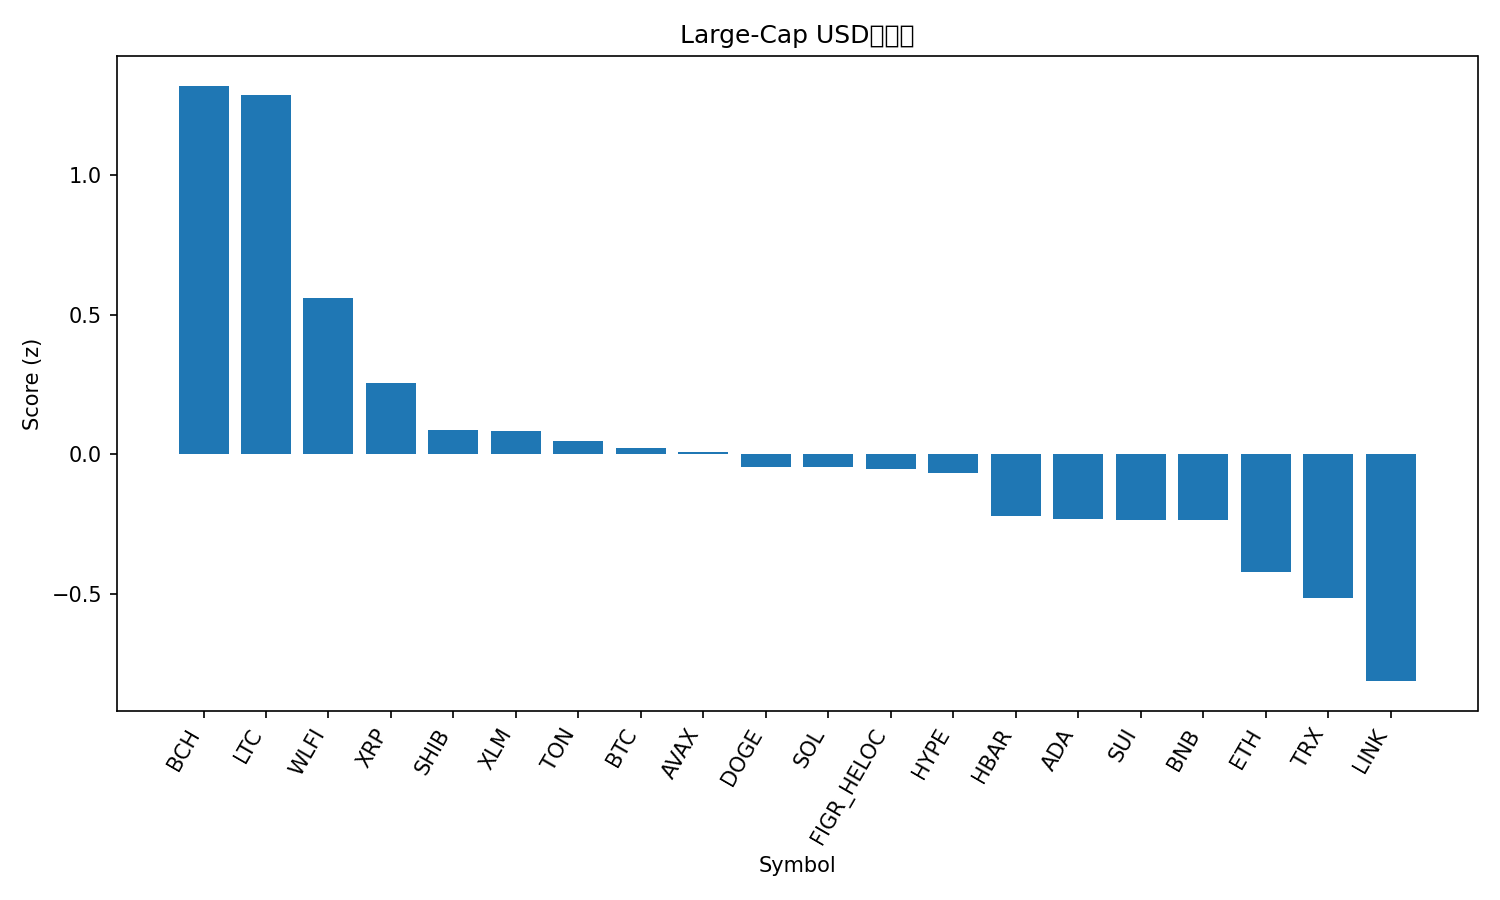 Large-Cap USD
Score (z)
1.0
0.5
0.0
−0.5
BCH
LTC
WLFI
XRP
SHIB
XLM
TON
BTC
AVAX
DOGE
SOL
FIGR_HELOC
HYPE
HBAR
ADA
SUI
BNB
ETH
TRX
LINK
Symbol